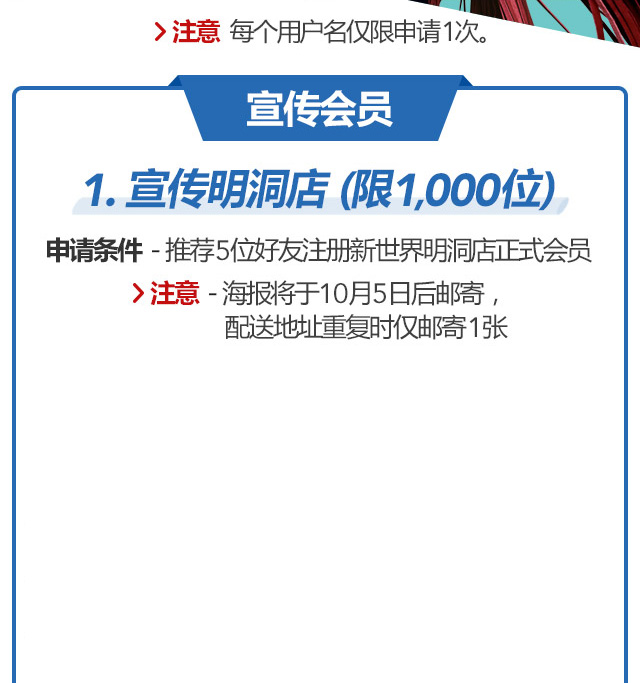 注意 每个用户名仅限申请1次。
宣传会员
1. 宣传明洞店 (限1,000位)
申请条件 - 推荐5位好友注册新世界明洞店正式会员
注意 - 海报将于10月5日后邮寄，
配送地址重复时仅邮寄1张